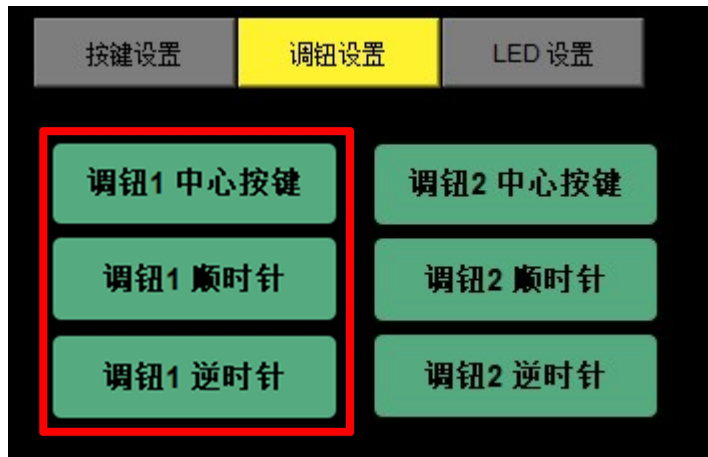 按键设置 调钮设置 LED 设置
调钮1 中心按键 调钮2 中心按键
调钮1 顺时针 调钮2 顺时针
调钮1 逆时针 调钮2 逆时针